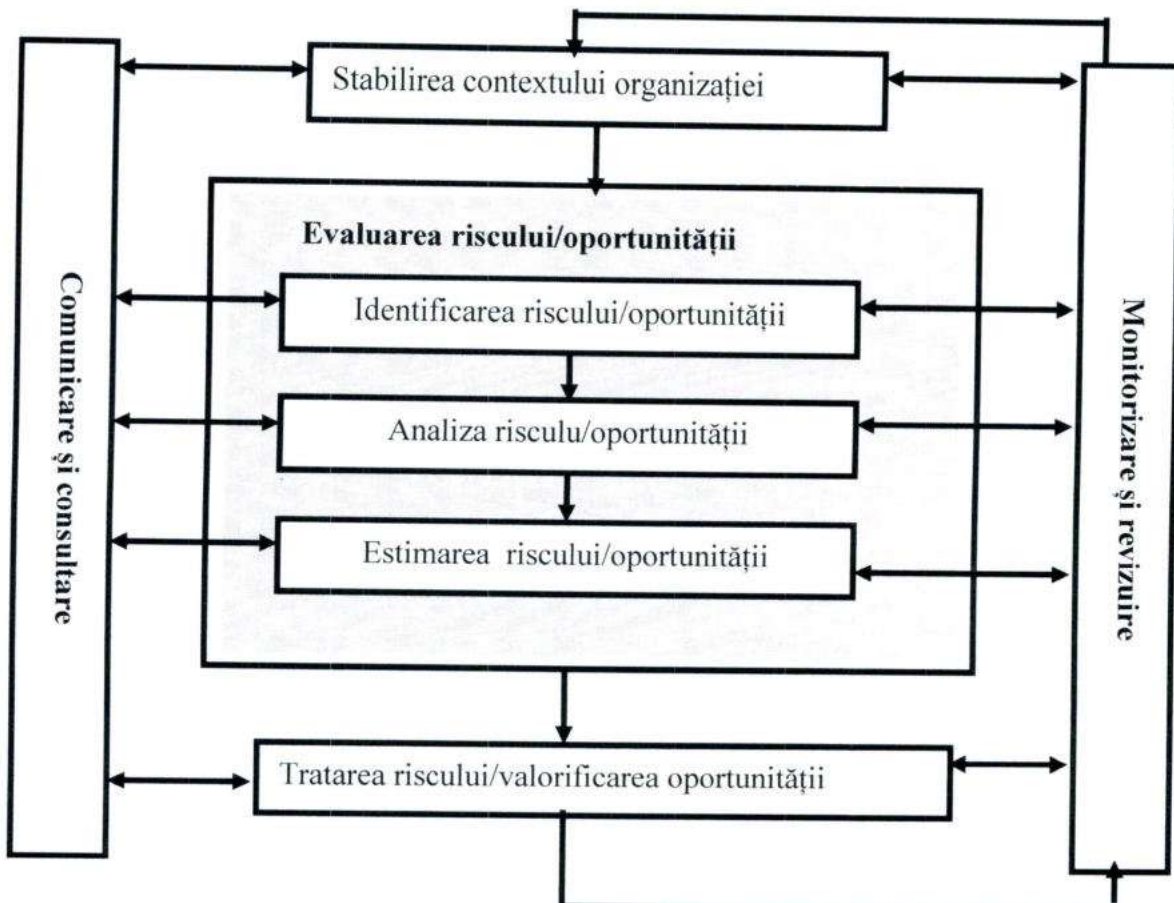 Stabilirea contextului organizației
Evaluarea riscului/oportunității
Identificarea riscului/oportunității
Analiza risculu/oportunității
Estimarea riscului/oportunității
Tratarea riscului/valorificarea oportunității
Comunicare și consultare
Monitorizare și revizuire